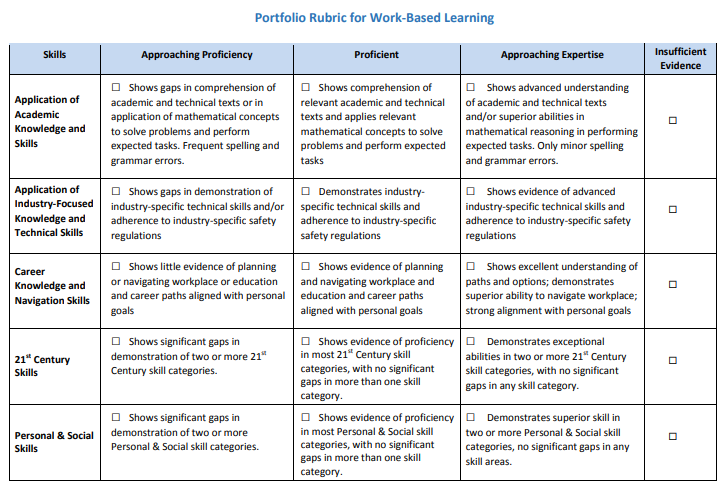 Portfolio Rubric for Work-Based Learning
Skills
Approaching Proficiency
Proficient
Approaching Expertise
Insufficient
Evidence
Application of
Academic
Knowledge and
Skills
☐ Shows gaps in comprehension of
academic and technical texts or in
application of mathematical concepts
to solve problems and perform
expected tasks. Frequent spelling and
grammar errors.
☐ Shows comprehension of
relevant academic and technical
texts and applies relevant
mathematical concepts to solve
problems and perform expected
tasks
☐ Shows advanced understanding
of academic and technical texts
and/or superior abilities in
mathematical reasoning in performing
expected tasks. Only minor spelling
and grammar errors.
☐
Application of
Industry-Focused
Knowledge and
Technical Skills
☐ Shows gaps in demonstration of
industry-specific technical skills and/or
adherence to industry-specific safety
regulations
☐ Demonstrates industry-
specific technical skills and
adherence to industry-specific
safety regulations
☐ Shows evidence of advanced
industry-specific technical skills and
adherence to industry-specific safety
regulations
☐
Career
Knowledge and
Navigation Skills
☐ Shows little evidence of planning
or navigating workplace or education
and career paths aligned with personal
goals
☐ Shows evidence of planning
and navigating workplace and
education and career paths
aligned with personal goals
☐ Shows excellent understanding of
paths and options; demonstrates
superior ability to navigate workplace;
strong alignment with personal goals
☐
21st Century
Skills
☐ Shows significant gaps in
demonstration of two or more 21st
Century skill categories.
☐ Shows evidence of proficiency
in most 21st Century skill
categories, with no significant
gaps in more than one skill
category.
☐ Demonstrates exceptional
abilities in two or more 21st Century
skill categories, with no significant
gaps in any skill category.
☐
Personal & Social
Skills
☐ Shows significant gaps in
demonstration of two or more
Personal & Social skill categories.
☐ Shows evidence of proficiency
in most Personal & Social skill
categories, with no significant
gaps in more than one skill
category.
☐ Demonstrates superior skill in
two or more Personal & Social skill
categories, no significant gaps in any
skill areas.
☐